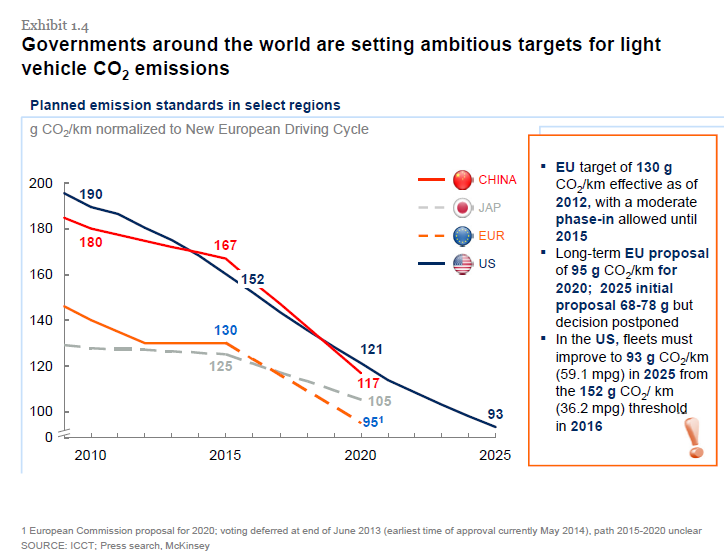 Exhibit 1.4
Governments around the world are setting ambitious targets for light
vehicle CO₂ emissions
Planned emission standards in select regions
g CO₂/km normalized to New European Driving Cycle
200
180
160
140
120
100
0
2010
2015
2020
2025
190
180
167
152
130
125
121
117
105
95¹
93
CHINA
JAP
EUR
US
▪ EU target of 130 g
CO₂/km effective as of
2012, with a moderate
phase-in allowed until
2015
▪ Long-term EU proposal
of 95 g CO₂/km for
2020; 2025 initial
proposal 68-78 g but
decision postponed
▪ In the US, fleets must
improve to 93 g CO₂/km
(59.1 mpg) in 2025 from
the 152 g CO₂/ km
(36.2 mpg) threshold
in 2016
!
1 European Commission proposal for 2020; voting deferred at end of June 2013 (earliest time of approval currently May 2014), path 2015-2020 unclear
SOURCE: ICCT; Press search, McKinsey